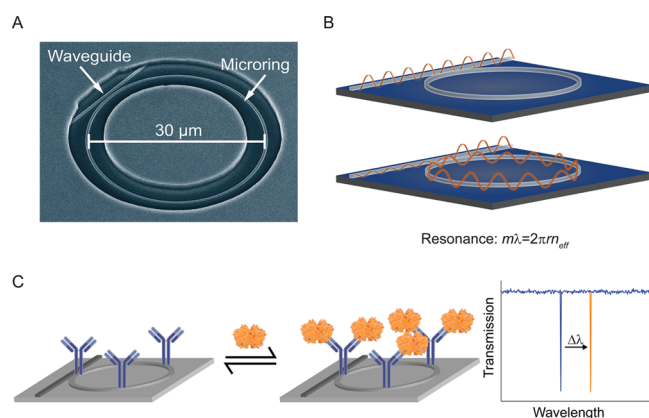 A
Waveguide
Microring
30 μm
B
Resonance: mλ=2πrn_eff
C
Transmission
Δλ
Wavelength